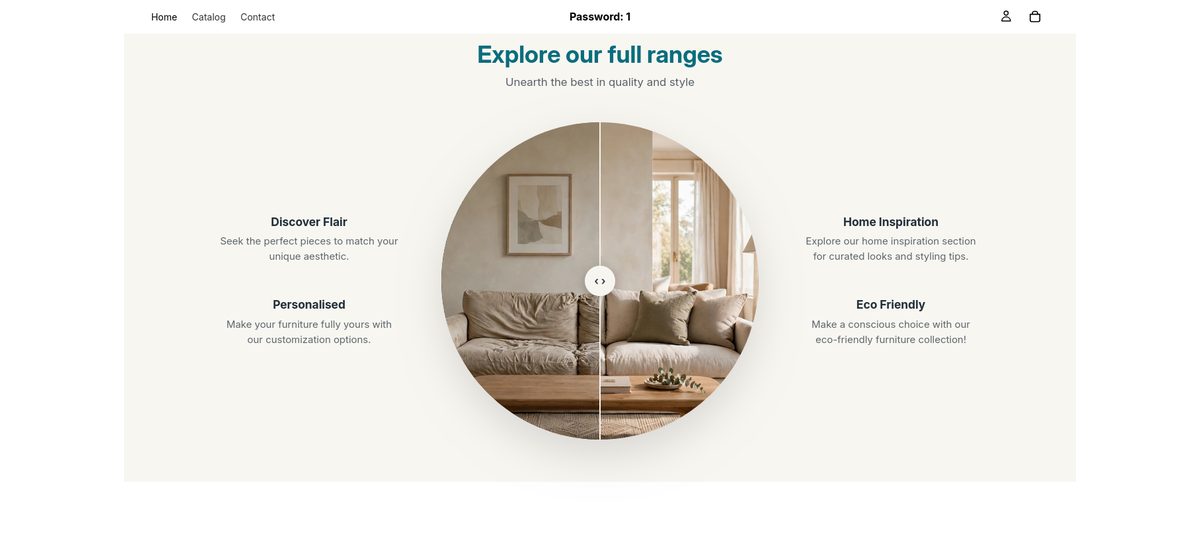 Home Catalog Contact
Password: 1
Explore our full ranges
Unearth the best in quality and style
Discover Flair
Seek the perfect pieces to match your
unique aesthetic.
Personalised
Make your furniture fully yours with
our customization options.
Home Inspiration
Explore our home inspiration section
for curated looks and styling tips.
Eco Friendly
Make a conscious choice with our
eco-friendly furniture collection!